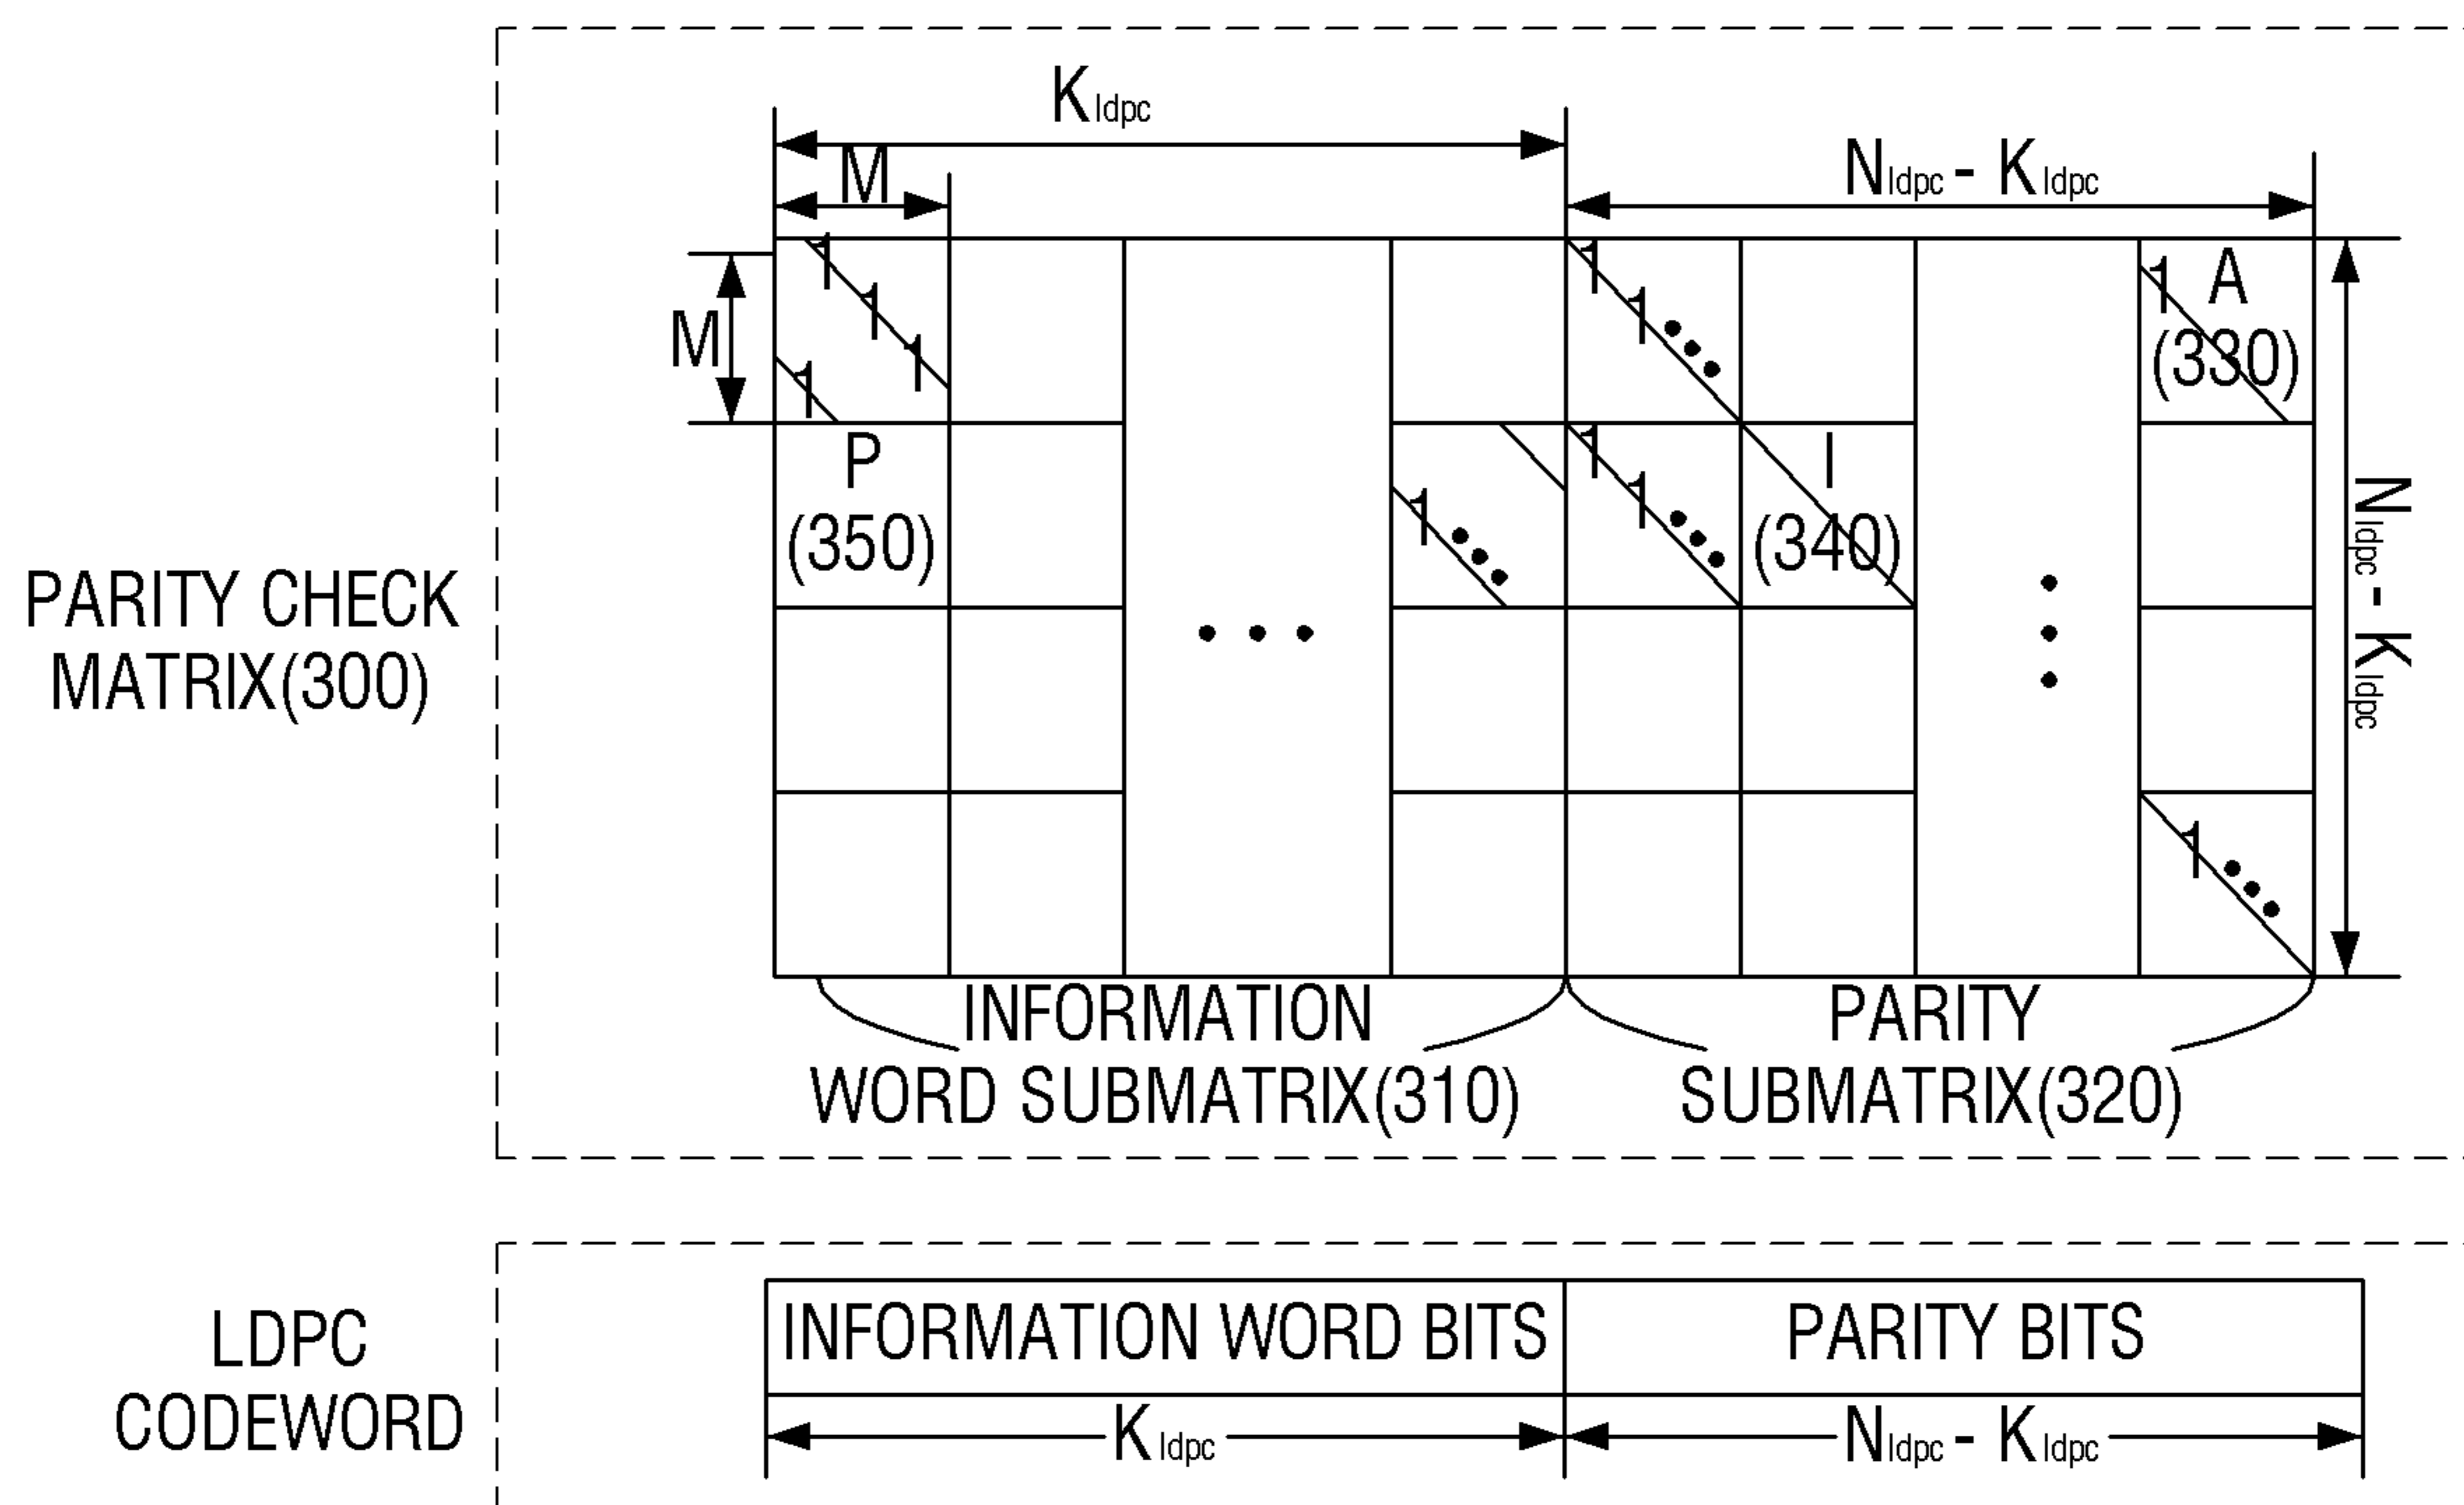 Kldpc
M
Nldpc - Kldpc
1
1
1
1
M
1
1
A
(330)
1
P
(350)
1
1
1
I
(340)
Nldpc - Kldpc
PARITY CHECK
MATRIX(300)
1
INFORMATION
WORD SUBMATRIX(310)
PARITY
SUBMATRIX(320)
LDPC
CODEWORD
INFORMATION WORD BITS
PARITY BITS
Kldpc
Nldpc - Kldpc